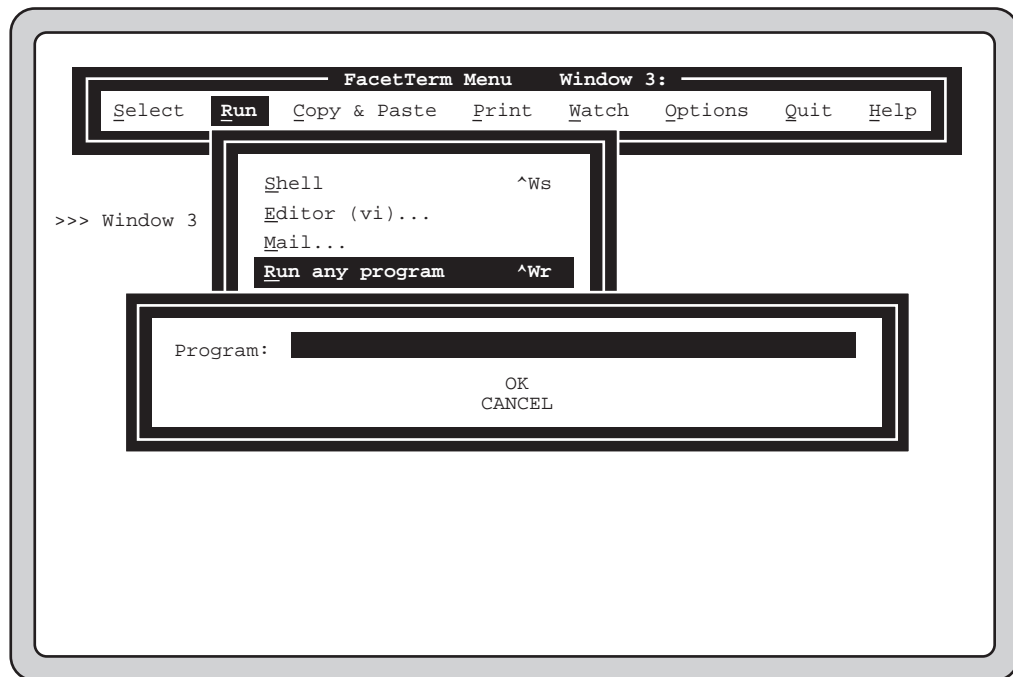 FacetTerm Menu Window 3:
Select Run Copy & Paste Print Watch Options Quit Help
Shell ^Ws
>>> Window 3
Editor (vi)...
Mail...
Run any program ^Wr
Program:
OK
CANCEL